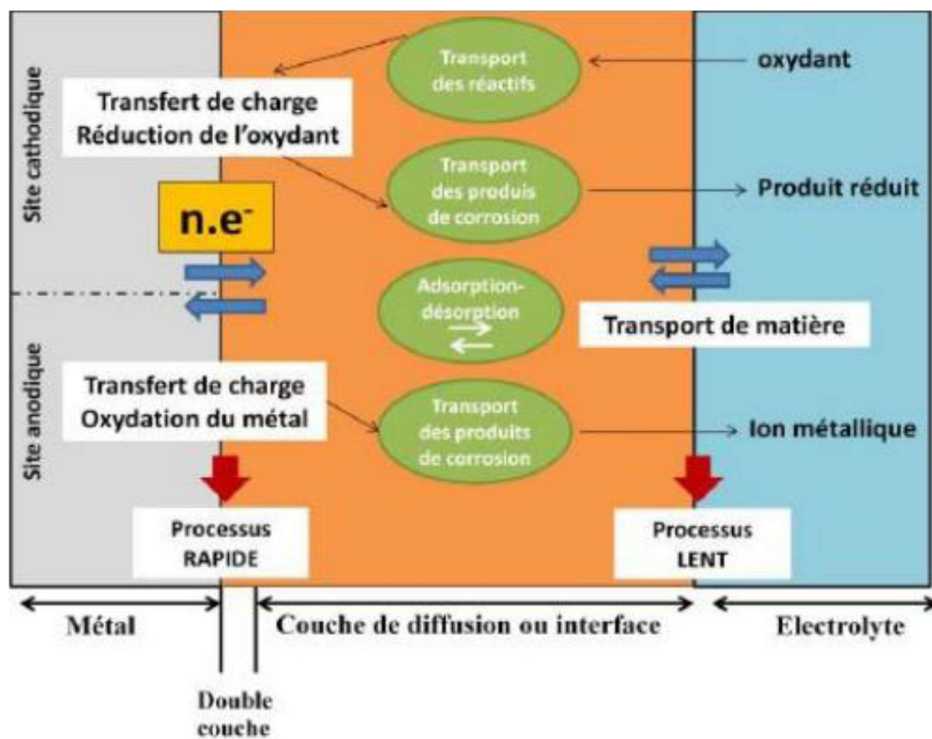 Site cathodique
Transport
des réactifs
oxydant
Transfert de charge
Réduction de l'oxydant
Transport
des produis
de corrosion
Produit réduit
n.e⁻
Adsorption-
désorption
Transport de matière
Site anodique
Transfert de charge
Oxydation du métal
Transport
des produits
de corrosion
Ion métallique
Processus
RAPIDE
Processus
LENT
Métal
Couche de diffusion ou interface
Electrolyte
Double
couche